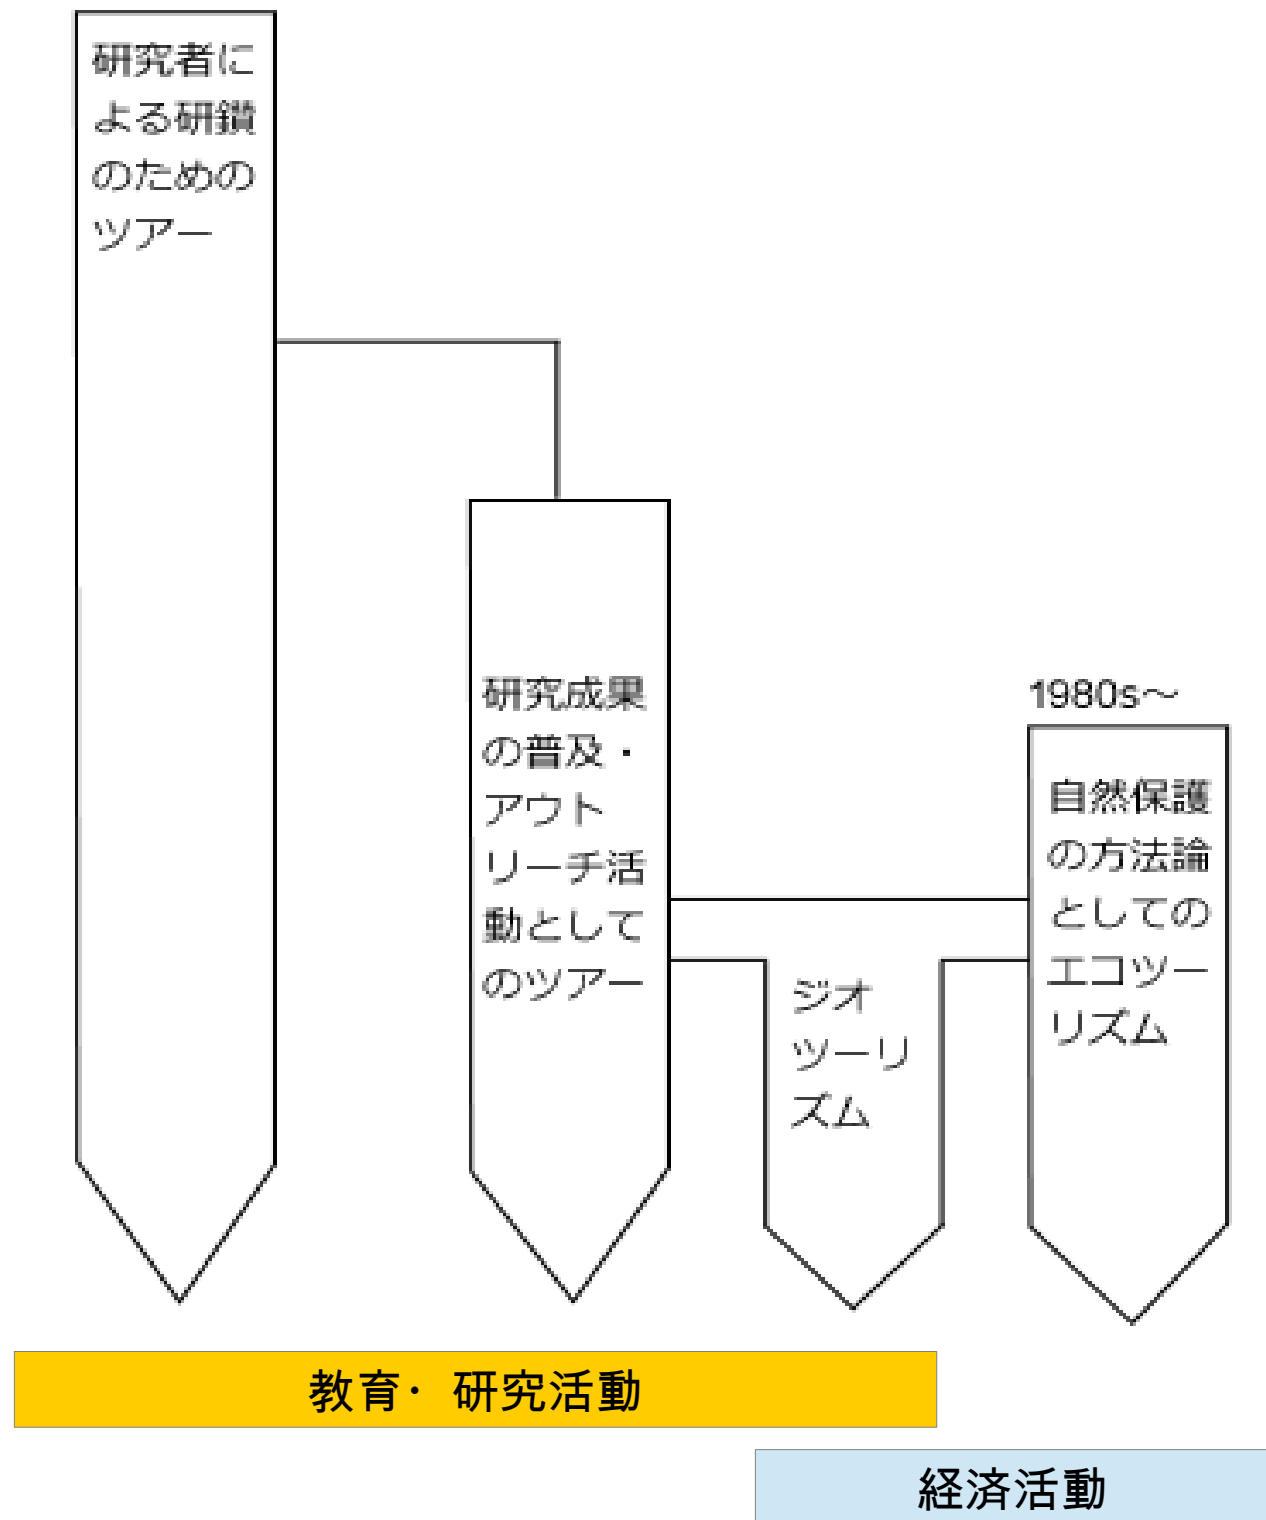 研究者に
よる研鑽
のための
ツアー
研究成果
の普及・
アウト
リーチ活
動として
のツアー
ジオ
ツーリ
ズム
1980s～
自然保護
の方法論
としての
エコツー
リズム
教育・研究活動
経済活動